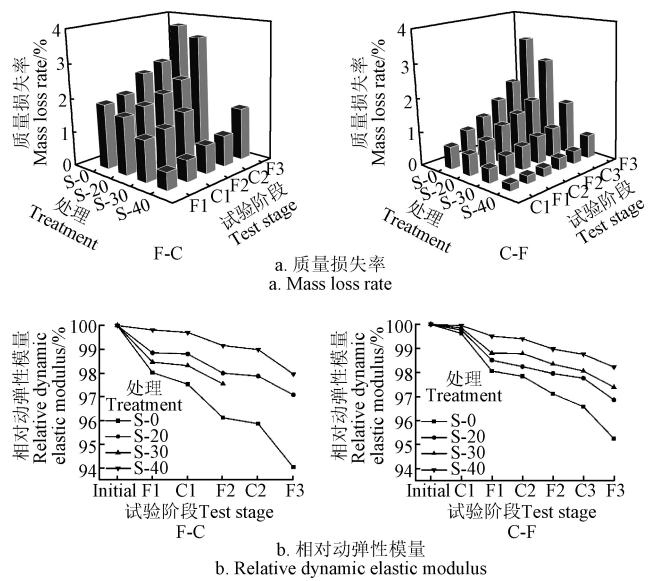 质量损失率
Mass loss rate/%
4
3
2
1
0
S-0
S-20
S-30
S-40
处理
Treatment
F1
C1
F2
C2
F3
试验阶段
Test stage
F-C
质量损失率
Mass loss rate/%
4
3
2
1
0
S-0
S-20
S-30
S-40
处理
Treatment
C1
F1
C2
F2
C3
F3
试验阶段
Test stage
C-F
a. 质量损失率
a. Mass loss rate
相对动弹性模量
Relative dynamic
elastic modulus/%
100
99
98
97
96
95
94
处理
Treatment
S-0
S-20
S-30
S-40
Initial F1 C1 F2 C2 F3
试验阶段Test stage
F-C
相对动弹性模量
Relative dynamic
elastic modulus/%
100
99
98
97
96
95
94
处理
Treatment
S-0
S-20
S-30
S-40
Initial C1 F1 C2 F2 C3 F3
试验阶段Test stage
C-F
b. 相对动弹性模量
b. Relative dynamic elastic modulus